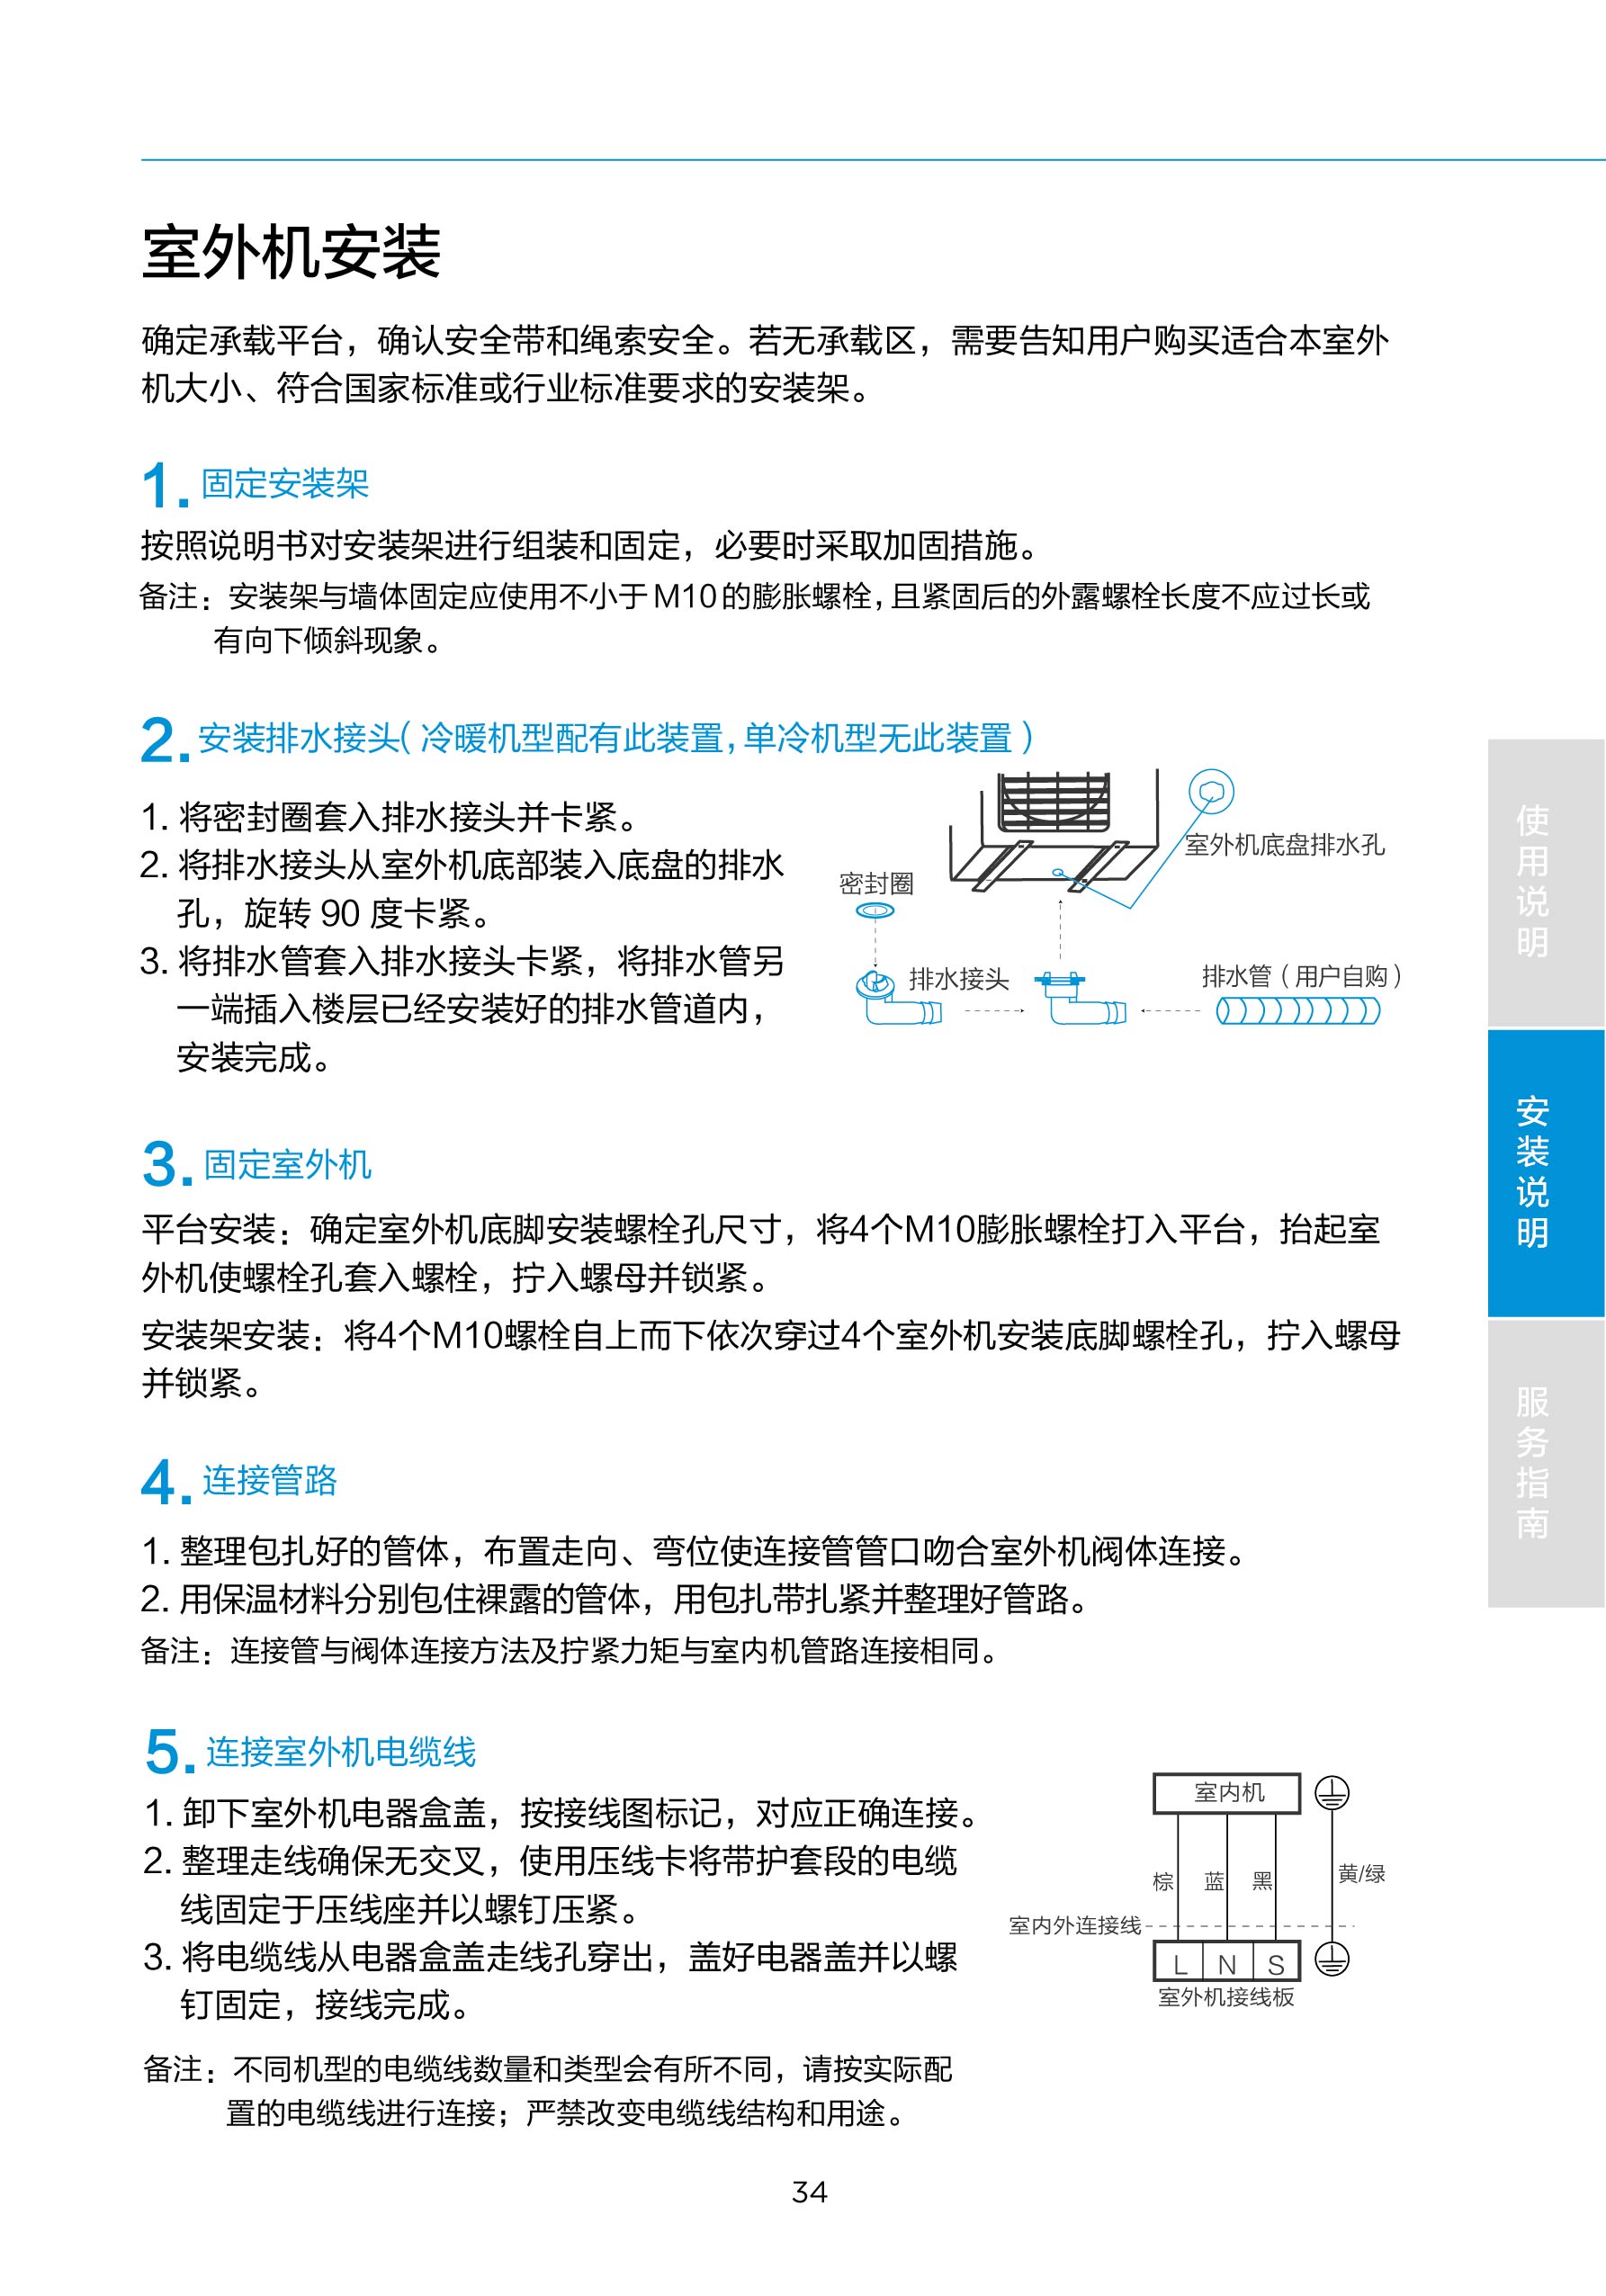 室外机安装
确定承载平台，确认安全带和绳索安全。若无承载区，需要告知用户购买适合本室外
机大小、符合国家标准或行业标准要求的安装架。
1. 固定安装架
按照说明书对安装架进行组装和固定，必要时采取加固措施。
备注：安装架与墙体固定应使用不小于M10的膨胀螺栓，且紧固后的外露螺栓长度不应过长或
有向下倾斜现象。
2. 安装排水接头（冷暖机型配有此装置，单冷机型无此装置）
1. 将密封圈套入排水接头并卡紧。
2. 将排水接头从室外机底部装入底盘的排水
孔，旋转 90 度卡紧。
3. 将排水管套入排水接头卡紧，将排水管另
一端插入楼层已经安装好的排水管道内，
安装完成。
室外机底盘排水孔
密封圈
排水接头
排水管（用户自购）
3. 固定室外机
平台安装：确定室外机底脚安装螺栓孔尺寸，将4个M10膨胀螺栓打入平台，抬起室
外机使螺栓孔套入螺栓，拧入螺母并锁紧。
安装架安装：将4个M10螺栓自上而下依次穿过4个室外机安装底脚螺栓孔，拧入螺母
并锁紧。
4. 连接管路
1. 整理包扎好的管体，布置走向、弯位使连接管管口吻合室外机阀体连接。
2. 用保温材料分别包住裸露的管体，用包扎带扎紧并整理好管路。
备注：连接管与阀体连接方法及拧紧力矩与室内机管路连接相同。
5. 连接室外机电缆线
1. 卸下室外机电器盒盖，按接线图标记，对应正确连接。
2. 整理走线确保无交叉，使用压线卡将带护套段的电缆
线固定于压线座并以螺钉压紧。
3. 将电缆线从电器盒盖走线孔穿出，盖好电器盖并以螺
钉固定，接线完成。
备注：不同机型的电缆线数量和类型会有所不同，请按实际配
置的电缆线进行连接；严禁改变电缆线结构和用途。
室内机
棕 蓝 黑 黄/绿
室内外连接线
L N S
室外机接线板
使用说明
安装说明
服务指南
34